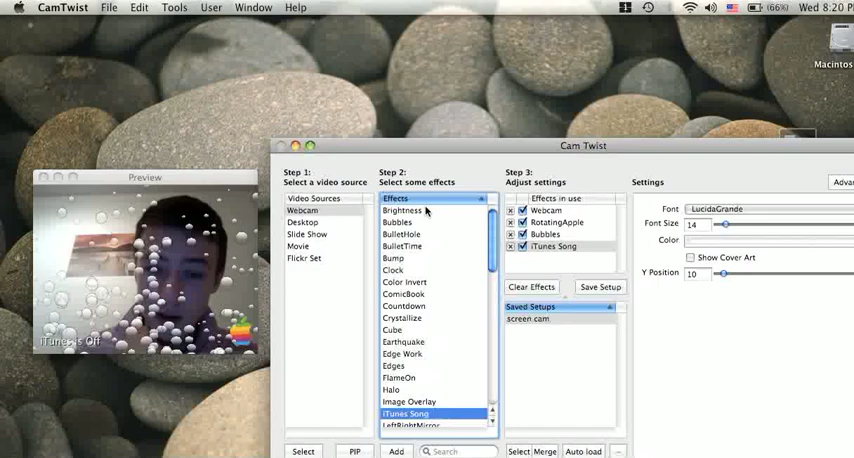 CamTwist File Edit Tools User Window Help (66%) Wed 8:20 P
Macintos
Cam Twist
Preview
iTunes is Off
Step 1:
Select a video source
Video Sources
Webcam
Desktop
Slide Show
Movie
Flickr Set
Select
PIP
Step 2:
Select some effects
Effects
Brightness
Bubbles
BulletHole
BulletTime
Bump
Clock
Color Invert
ComicBook
Countdown
Crystallize
Cube
Earthquake
Edge Work
Edges
FlameOn
Halo
Image Overlay
iTunes Song
LeftRightMirror
Add
Search
Step 3:
Adjust settings
Effects in use
Webcam
RotatingApple
Bubbles
iTunes Song
Clear Effects
Save Setup
Saved Setups
screen cam
Select
Merge
Auto load
Settings
Advan
Font LucidaGrande
Font Size 14
Color
Show Cover Art
Y Position 10